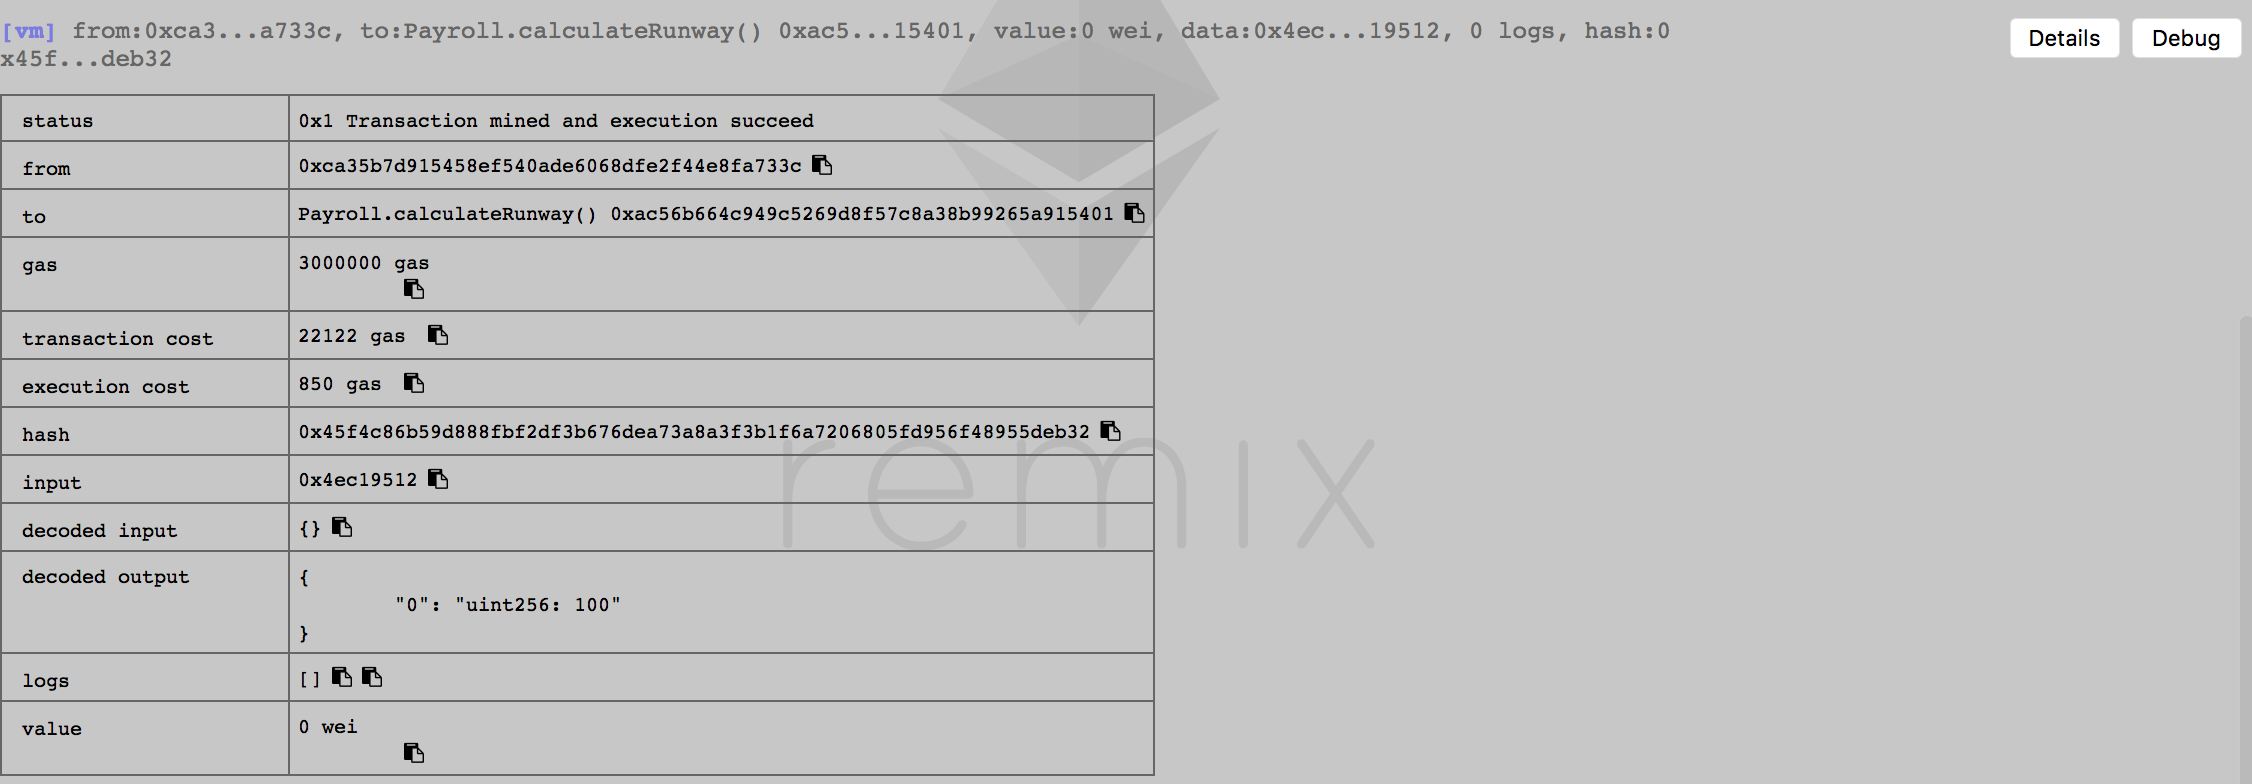 [vm] from:0xca3...a733c, to:Payroll.calculateRunway() 0xac5...15401, value:0 wei, data:0x4ec...19512, 0 logs, hash:0
x45f...deb32
Details
Debug
status 0x1 Transaction mined and execution succeed
from 0xca35b7d915458ef540ade6068dfe2f44e8fa733c
to Payroll.calculateRunway() 0xac56b664c949c5269d8f57c8a38b99265a915401
gas 3000000 gas
transaction cost 22122 gas
execution cost 850 gas
hash 0x45f4c86b59d888fbf2df3b676dea73a8a3f3b1f6a7206805fd956f48955deb32
input 0x4ec19512
decoded input {}
decoded output {
"0": "uint256: 100"
}
logs []
value 0 wei
remix